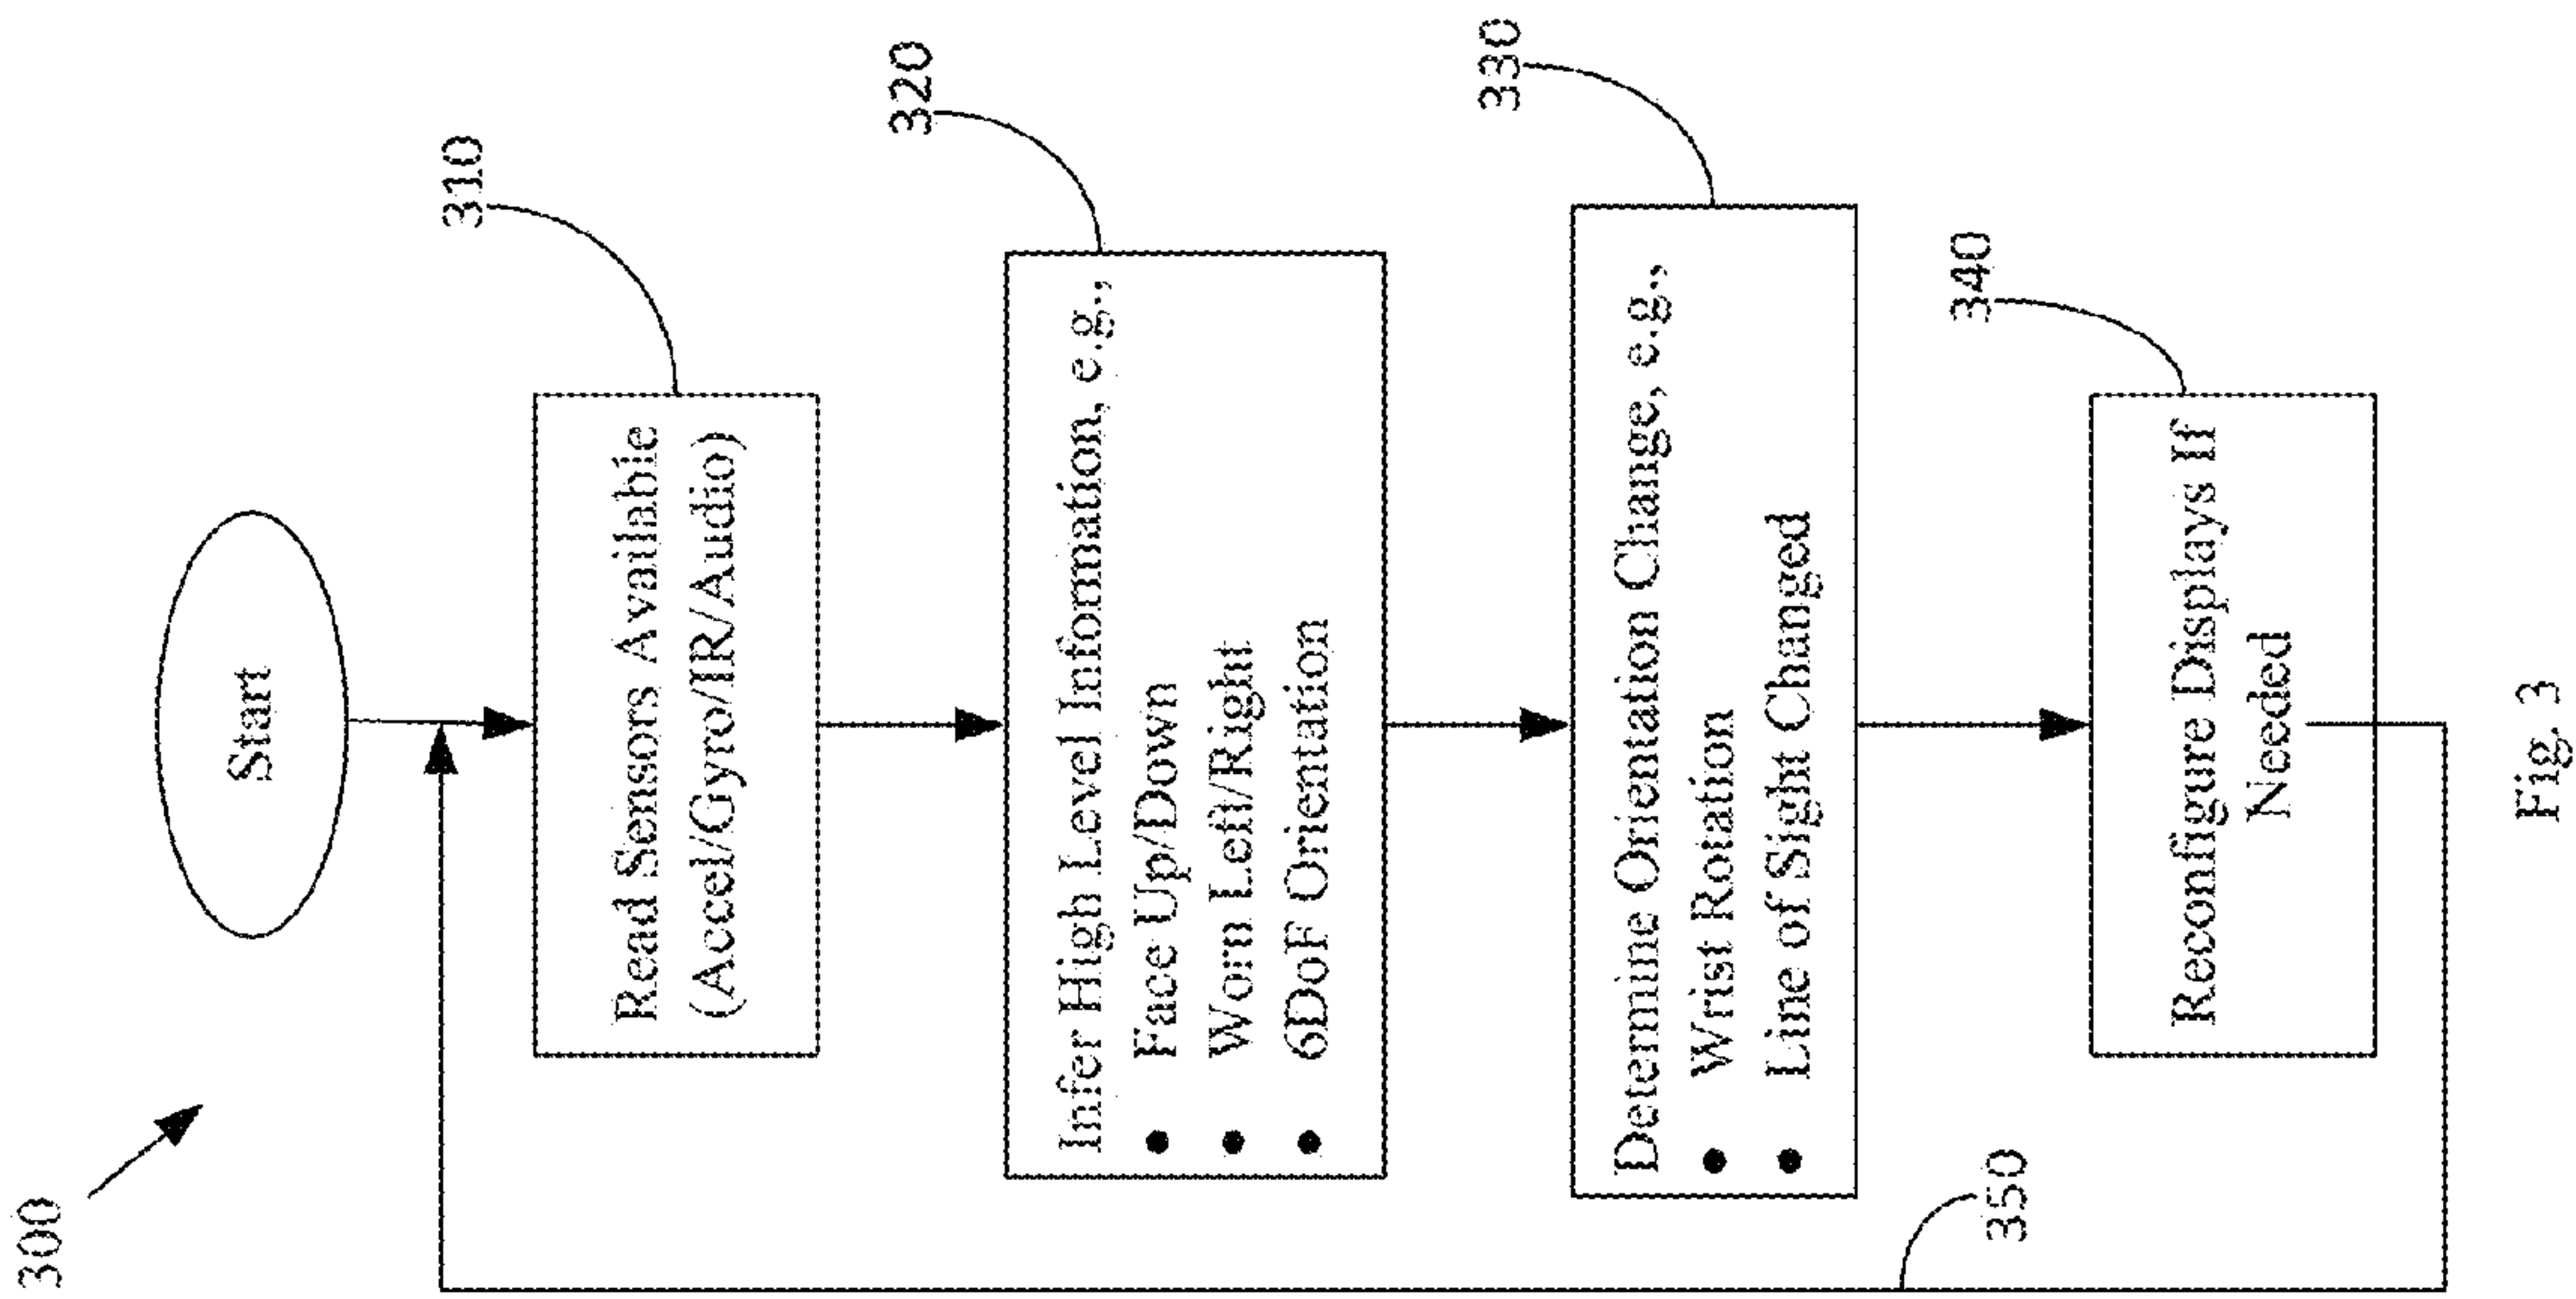 300
Start
310
Read Sensors Available
(Accel/Gyro/IR/Audio)
320
Infer High Level Information, e.g.,
• Face Up/Down
• Worn Left/Right
• 6DoF Orientation
330
Determine Orientation Change, e.g.,
• Wrist Rotation
• Line of Sight Changed
340
Reconfigure Displays If
Needed
350
Fig. 3